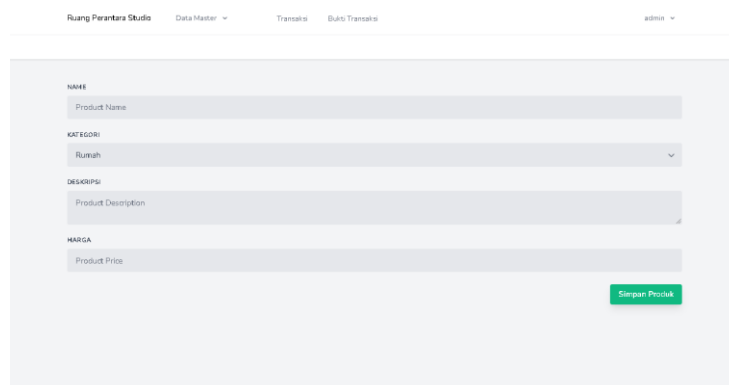 Ruang Perantara Studio Data Master Transaksi Bukti Transaksi admin
NAME
Product Name
KATEGORI
Rumah
DESKRIPSI
Product Description
HARGA
Product Price
Simpan Produk